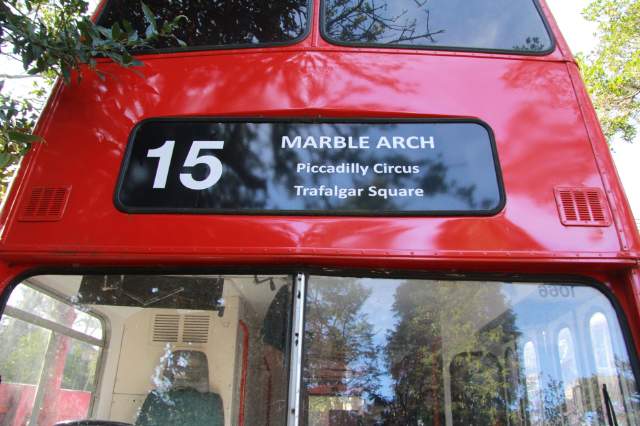 15
MARBLE ARCH
Piccadilly Circus
Trafalgar Square